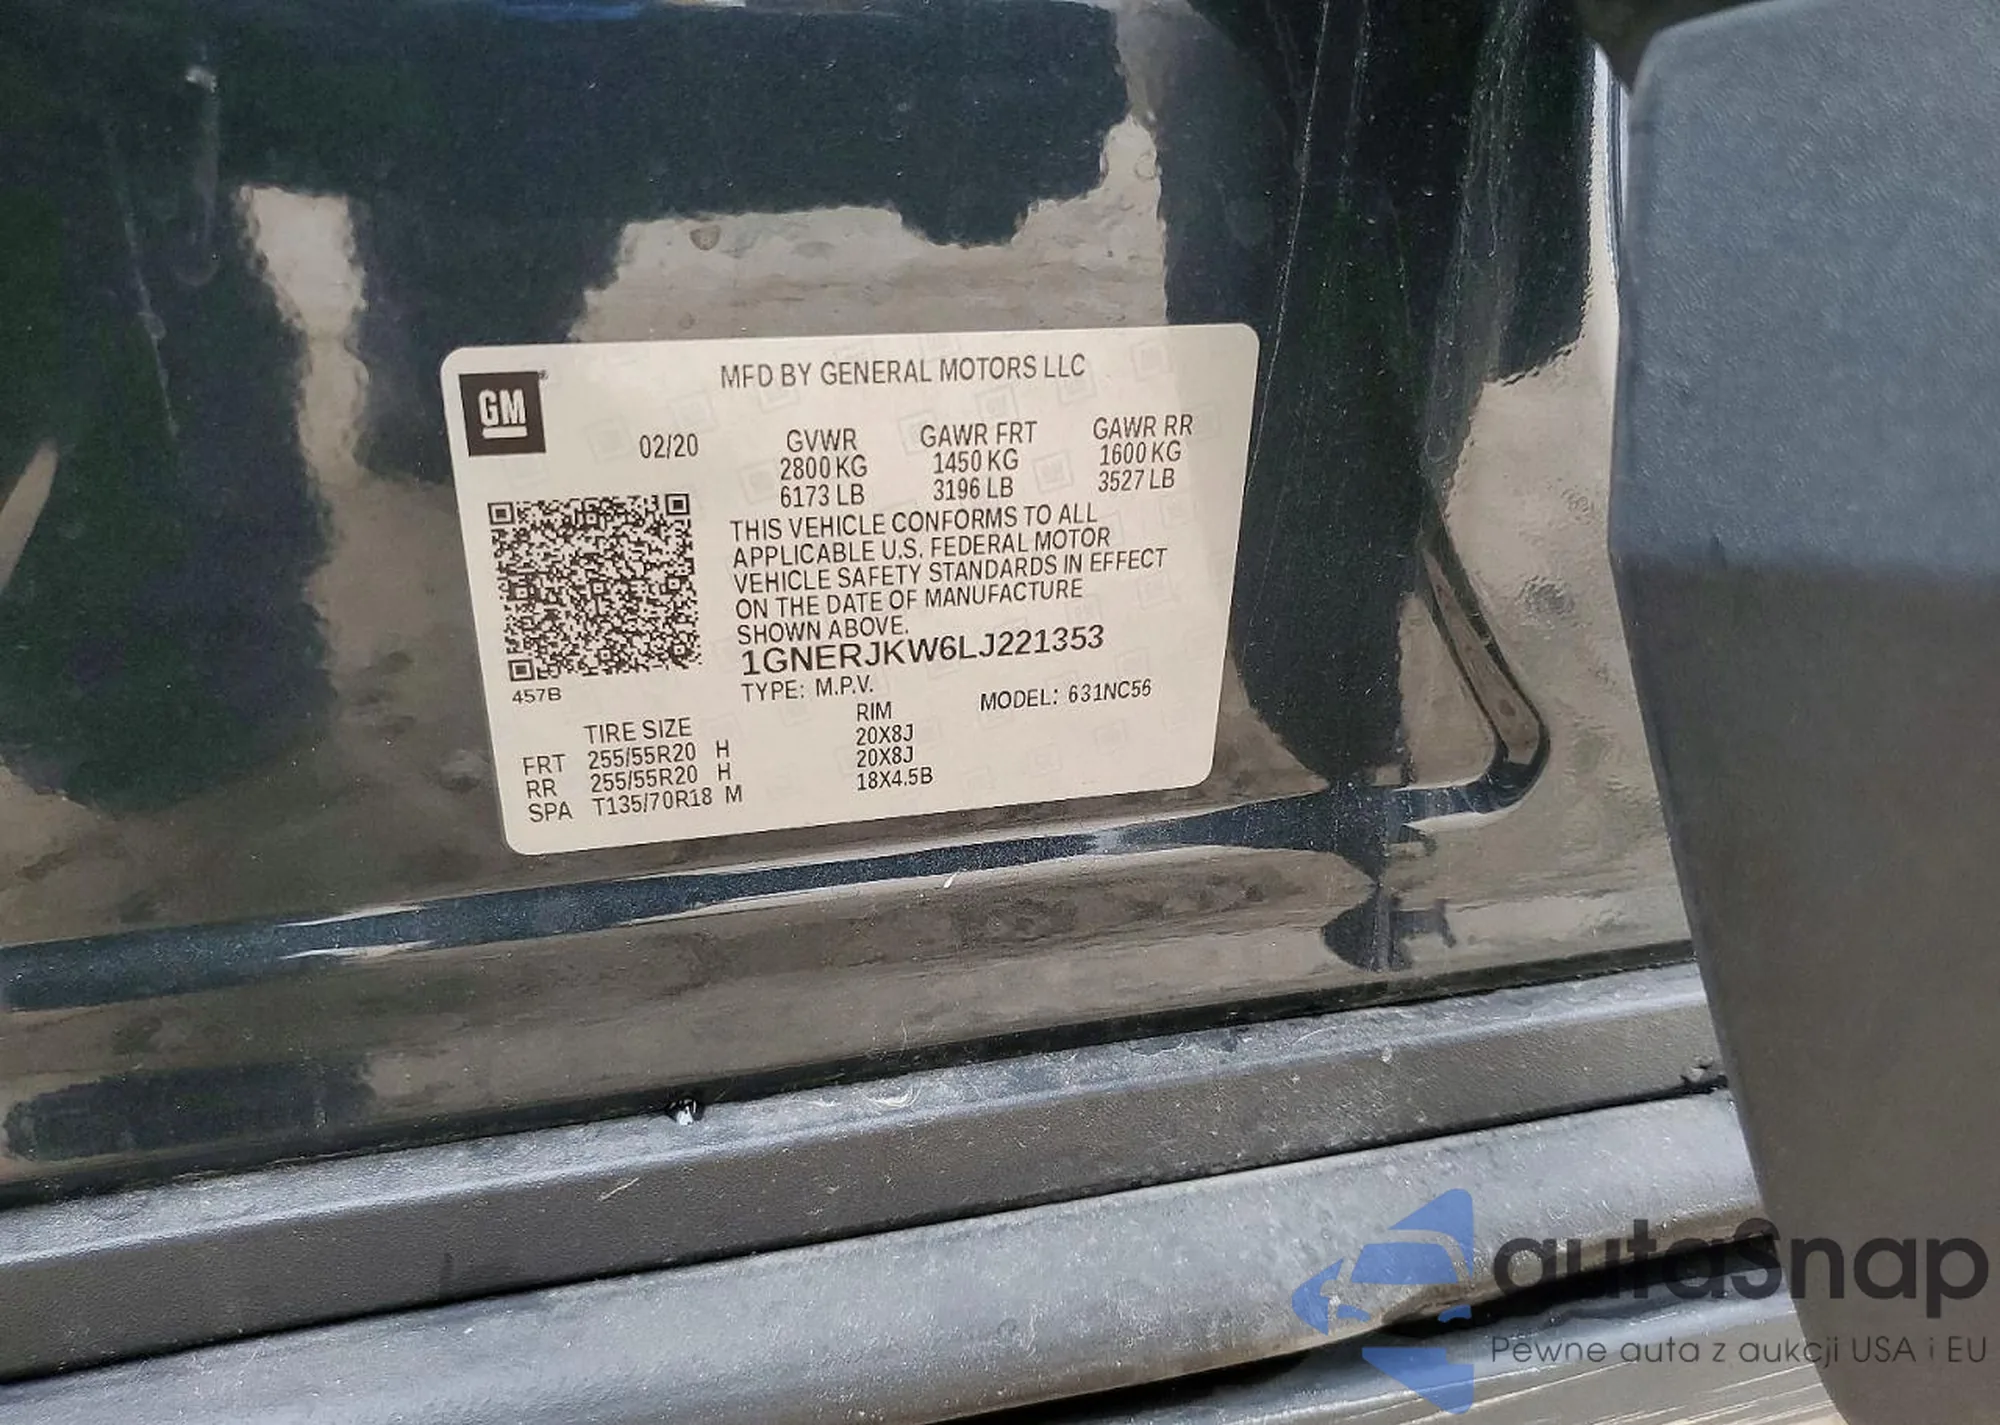 MFD BY GENERAL MOTORS LLC
GM
02/20
GVWR GAWR FRT GAWR RR
2800 KG 1450 KG 1600 KG
6173 LB 3196 LB 3527 LB
THIS VEHICLE CONFORMS TO ALL
APPLICABLE U.S. FEDERAL MOTOR
VEHICLE SAFETY STANDARDS IN EFFECT
ON THE DATE OF MANUFACTURE
SHOWN ABOVE.
1GNERJKW6LJ221353
457B
TYPE: M.P.V. MODEL: 631NC56
TIRE SIZE RIM
FRT 255/55R20 H 20X8J
RR 255/55R20 H 20X8J
SPA T135/70R18 M 18X4.5B
autaSnap
Pewne auta z aukcji USA i EU